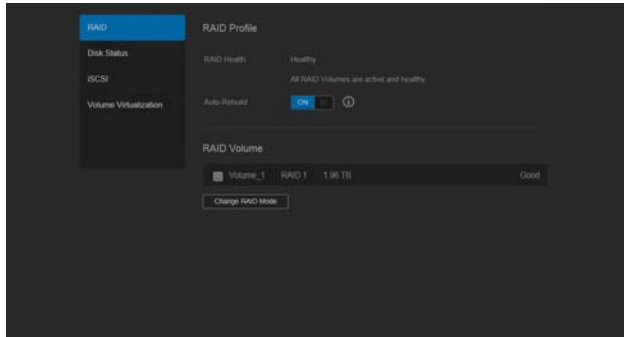 RAID
Disk Status
iSCSI
Volume Virtualization
RAID Profile
RAID Health Healthy
All RAID Volumes are active and healthy
Auto-Rebuild ON
RAID Volume
Volume_1 RAID 1 1.96 TB Good
Change RAID Mode